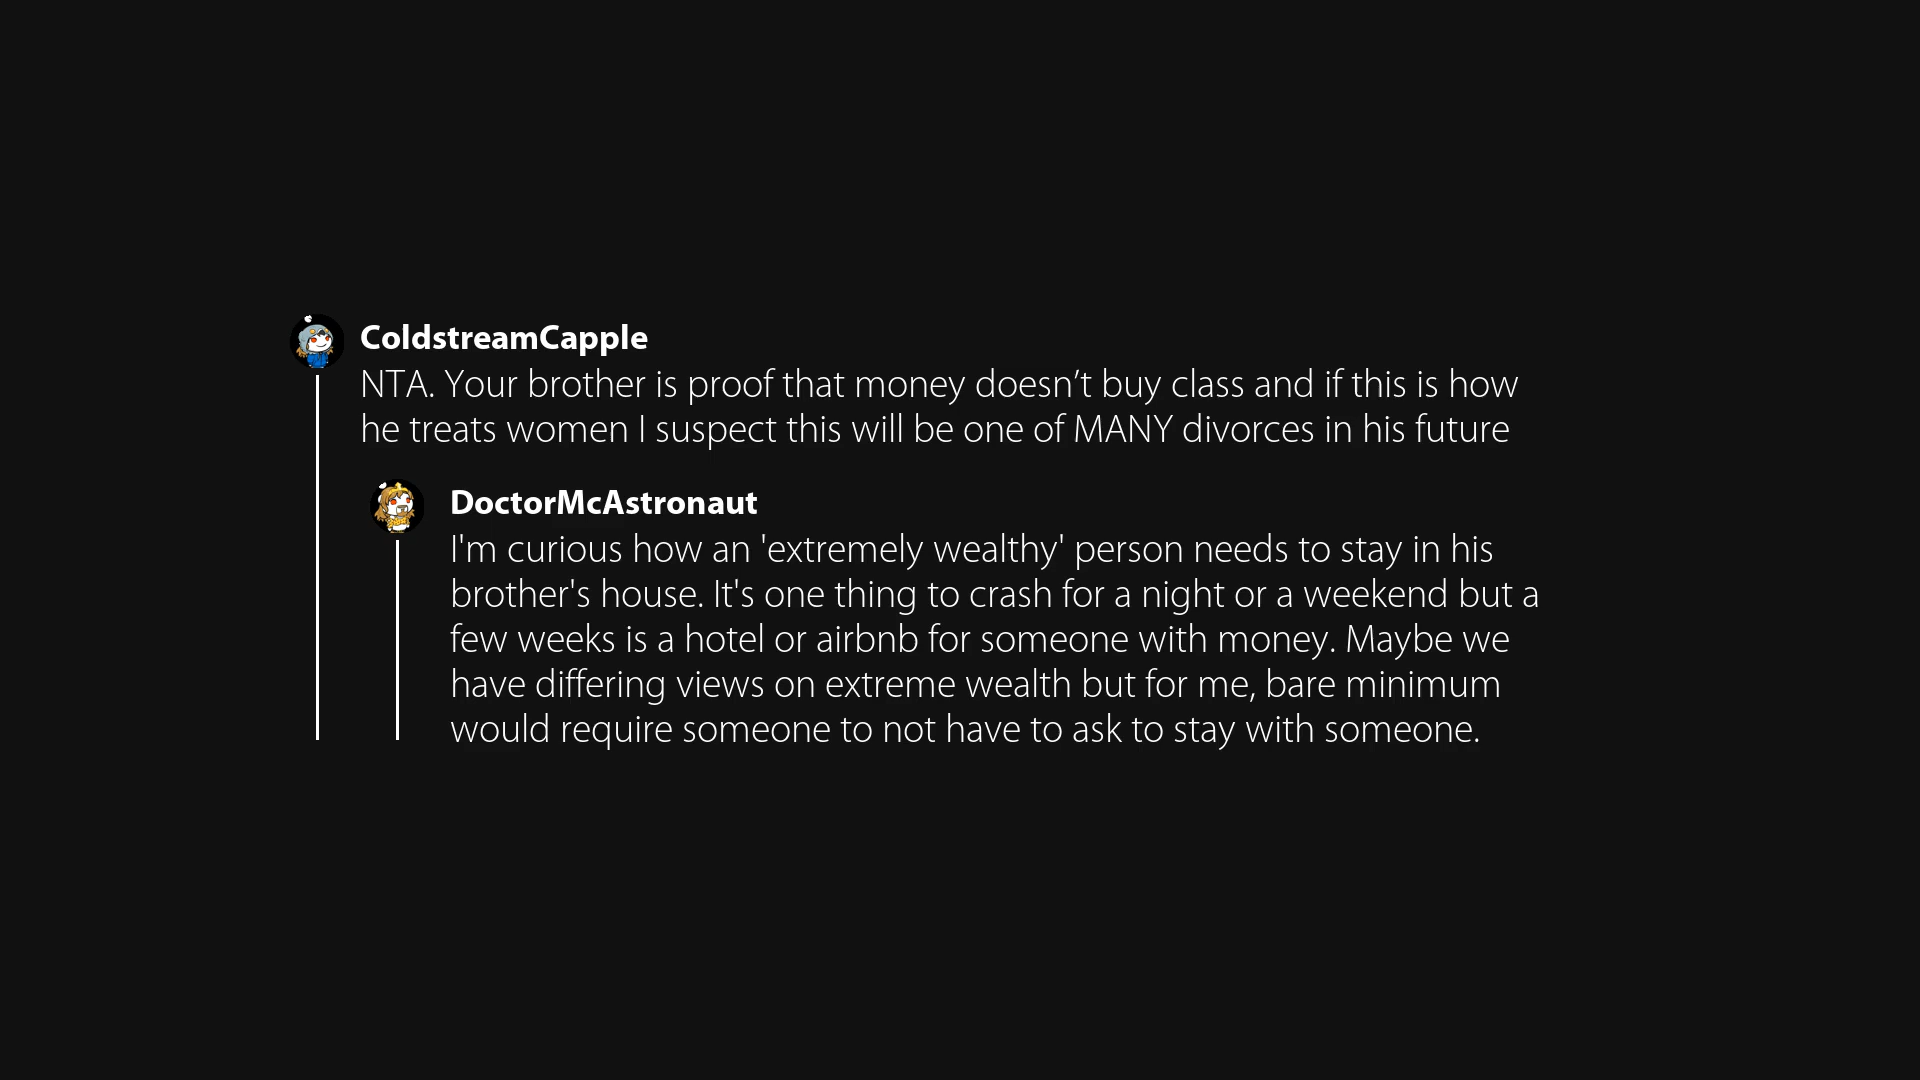 ColdstreamCapple
NTA. Your brother is proof that money doesn’t buy class and if this is how
he treats women I suspect this will be one of MANY divorces in his future
DoctorMcAstronaut
I'm curious how an 'extremely wealthy' person needs to stay in his
brother's house. It's one thing to crash for a night or a weekend but a
few weeks is a hotel or airbnb for someone with money. Maybe we
have differing views on extreme wealth but for me, bare minimum
would require someone to not have to ask to stay with someone.